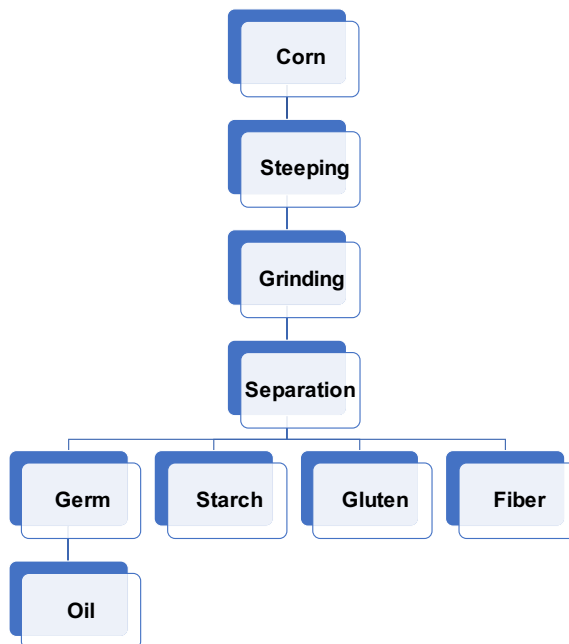 Corn
Steeping
Grinding
Separation
Germ
Starch
Gluten
Fiber
Oil